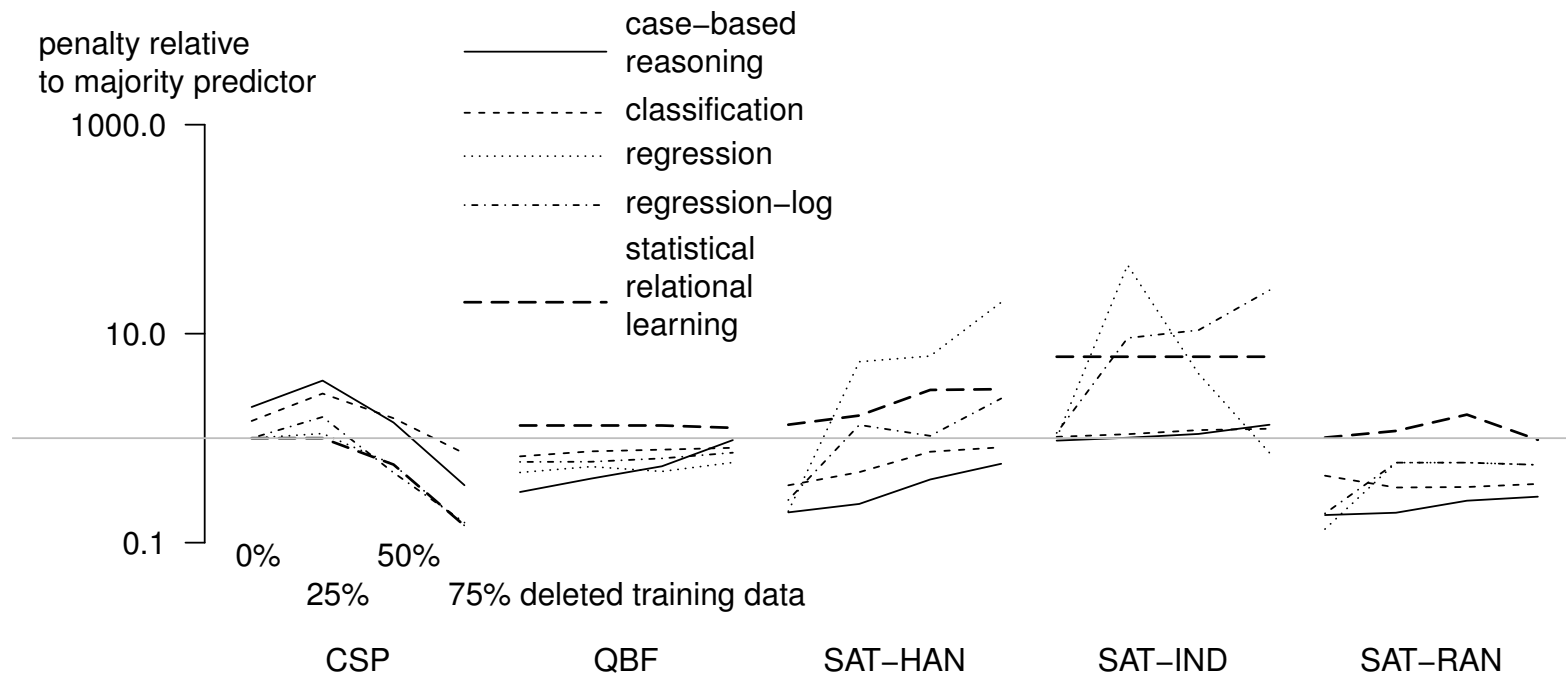 penalty relative
to majority predictor
case−based
reasoning
classification
regression
regression−log
statistical
relational
learning
1000.0
10.0
0.1
0%
50%
25%
75% deleted training data
CSP
QBF
SAT−HAN
SAT−IND
SAT−RAN